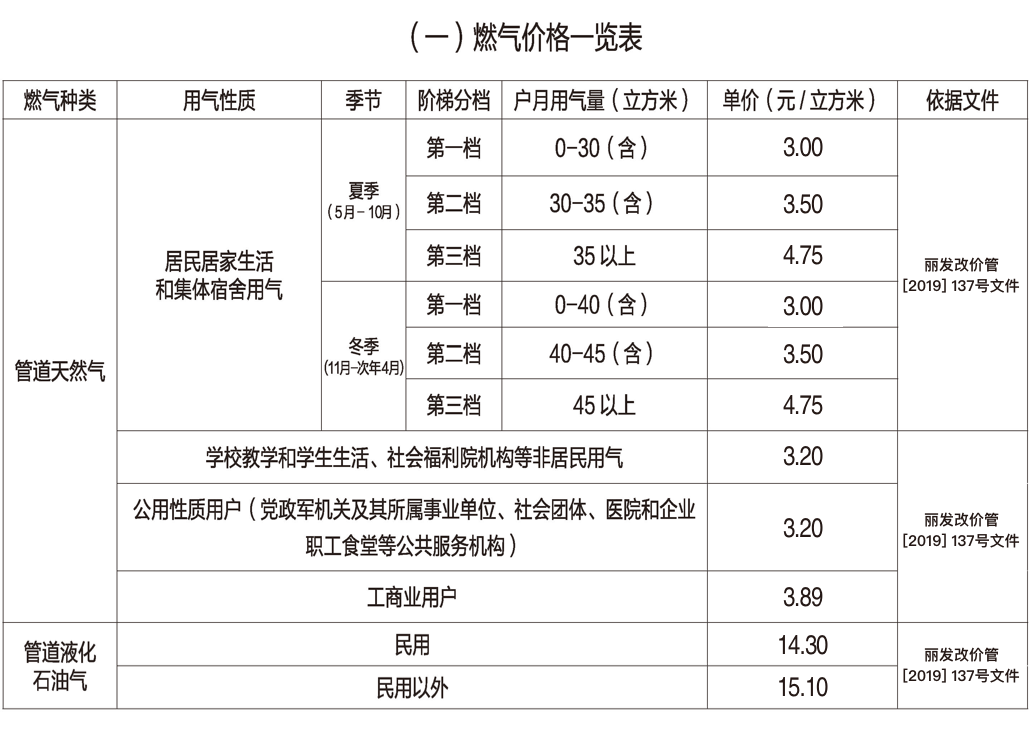 （一）燃气价格一览表
燃气种类 用气性质 季节 阶梯分档 户月用气量（立方米） 单价（元/立方米） 依据文件
管道天然气
居民居家生活
和集体宿舍用气
夏季
（5月-10月）
第一档 0-30（含） 3.00
第二档 30-35（含） 3.50
第三档 35以上 4.75
冬季
(11月-次年4月)
第一档 0-40（含） 3.00
第二档 40-45（含） 3.50
第三档 45以上 4.75
丽发改价管
[2019] 137号文件
学校教学和学生生活、社会福利院机构等非居民用气 3.20
公用性质用户（党政军机关及其所属事业单位、社会团体、医院和企业
职工食堂等公共服务机构） 3.20
工商业用户 3.89
丽发改价管
[2019] 137号文件
管道液化
石油气
民用 14.30
民用以外 15.10
丽发改价管
[2019] 137号文件